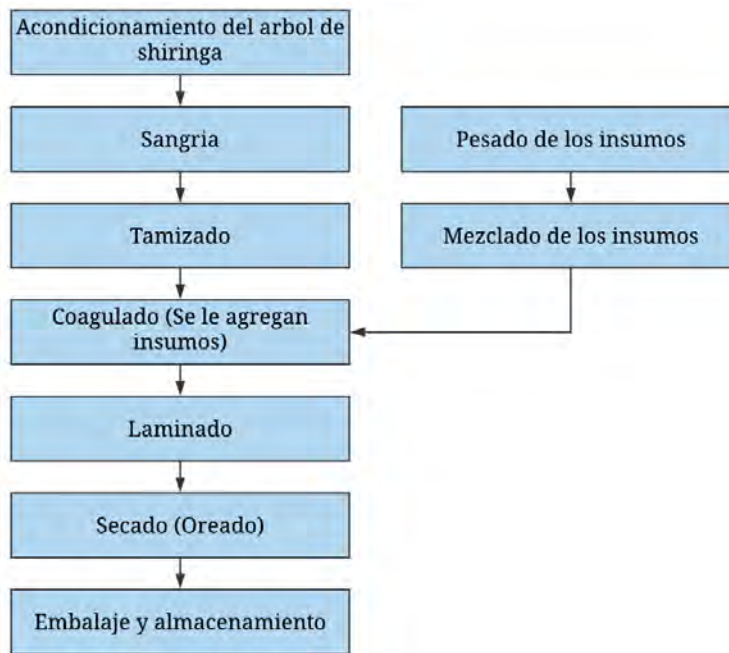 Acondicionamiento del arbol de
shiringa
Sangria
Pesado de los insumos
Tamizado
Mezclado de los insumos
Coagulado (Se le agregan
insumos)
Laminado
Secado (Oreado)
Embalaje y almacenamiento